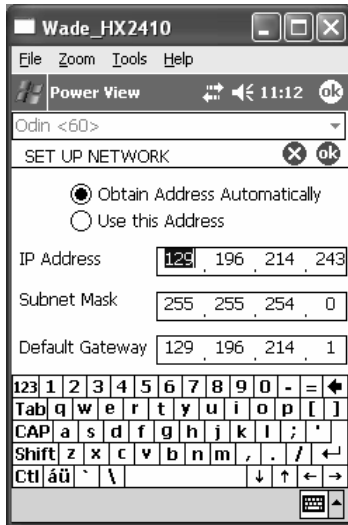 Wade_HX2410
File Zoom Tools Help
Power View 11:12 ok
Odin <60>
SET UP NETWORK ok
Obtain Address Automatically
Use this Address
IP Address 129 . 196 . 214 . 243
Subnet Mask 255 . 255 . 254 . 0
Default Gateway 129 . 196 . 214 . 1
123 1 2 3 4 5 6 7 8 9 0 - =
Tab q w e r t y u i o p [ ]
CAP a s d f g h j k l ; '
Shift z x c v b n m , . /
Ctl áü ` \